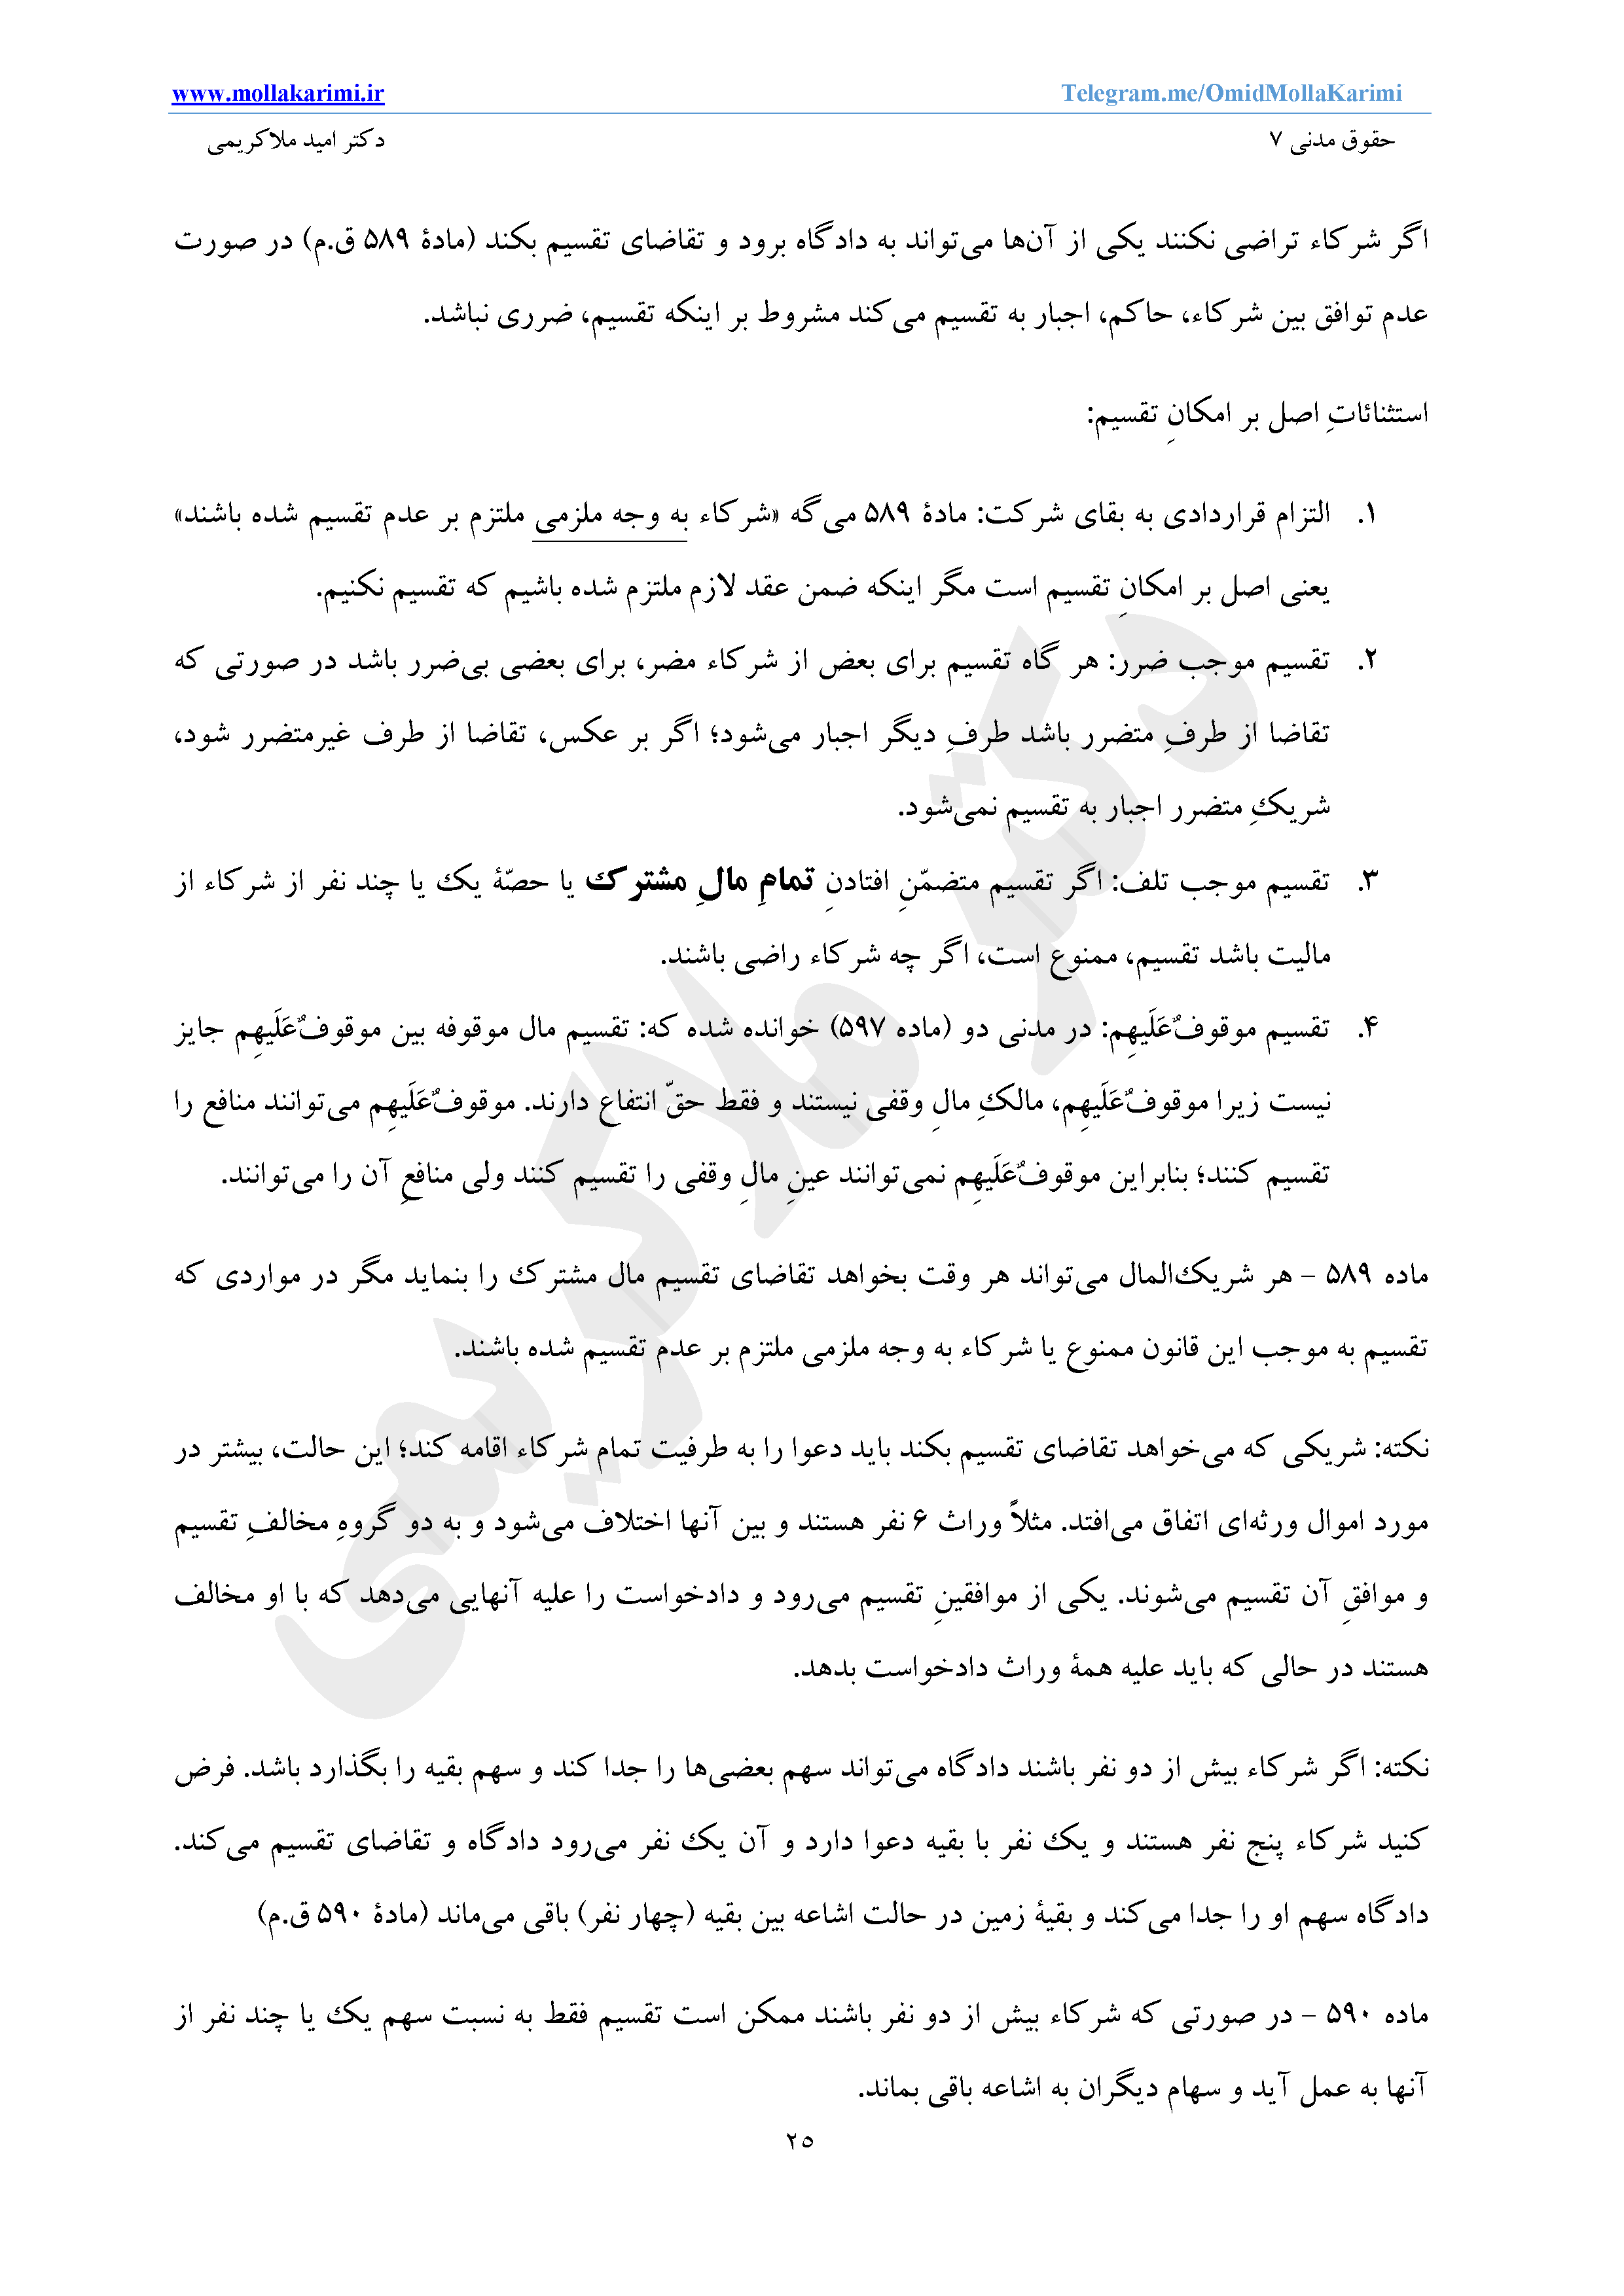 www.mollakarimi.ir Telegram.me/OmidMollaKarimi
حقوق مدنی ۷ دکتر امید ملاکریمی
اگر شرکاء تراضی نکنند یکی از آن‌ها می‌تواند به دادگاه برود و تقاضای تقسیم بکند (مادهٔ ۵۸۹ ق.م) در صورت
عدم توافق بین شرکاء، حاکم، اجبار به تقسیم می‌کند مشروط بر اینکه تقسیم، ضرری نباشد.
استثنائاتِ اصل بر امکانِ تقسیم:
۱. التزام قراردادی به بقای شرکت: مادهٔ ۵۸۹ می‌گه «شرکاء به وجه ملزمی ملتزم بر عدم تقسیم شده باشند»
یعنی اصل بر امکانِ تقسیم است مگر اینکه ضمن عقد لازم ملتزم شده باشیم که تقسیم نکنیم.
۲. تقسیم موجب ضرر: هر گاه تقسیم برای بعض از شرکاء مضر، برای بعضی بی‌ضرر باشد در صورتی که
تقاضا از طرفِ متضرر باشد طرفِ دیگر اجبار می‌شود؛ اگر بر عکس، تقاضا از طرف غیرمتضرر شود،
شریکِ متضرر اجبار به تقسیم نمی‌شود.
۳. تقسیم موجب تلف: اگر تقسیم متضمّنِ افتادنِ تمامِ مالِ مشترک یا حصّهٔ یک یا چند نفر از شرکاء از
مالیت باشد تقسیم، ممنوع است، اگر چه شرکاء راضی باشند.
۴. تقسیم موقوفٌ‌عَلَیهِم: در مدنی دو (ماده ۵۹۷) خوانده شده که: تقسیم مال موقوفه بین موقوفٌ‌عَلَیهِم جایز
نیست زیرا موقوفٌ‌عَلَیهِم، مالکِ مالِ وقفی نیستند و فقط حقّ انتفاع دارند. موقوفٌ‌عَلَیهِم می‌توانند منافع را
تقسیم کنند؛ بنابراین موقوفٌ‌عَلَیهِم نمی‌توانند عینِ مالِ وقفی را تقسیم کنند ولی منافعِ آن را می‌توانند.
ماده ۵۸۹ – هر شریک‌المال می‌تواند هر وقت بخواهد تقاضای تقسیم مال مشترک را بنماید مگر در مواردی که
تقسیم به موجب این قانون ممنوع یا شرکاء به وجه ملزمی ملتزم بر عدم تقسیم شده باشند.
نکته: شریکی که می‌خواهد تقاضای تقسیم بکند باید دعوا را به طرفیت تمام شرکاء اقامه کند؛ این حالت، بیشتر در
مورد اموال ورثه‌ای اتفاق می‌افتد. مثلاً وراث ۶ نفر هستند و بین آنها اختلاف می‌شود و به دو گروهِ مخالفِ تقسیم
و موافقِ آن تقسیم می‌شوند. یکی از موافقینِ تقسیم می‌رود و دادخواست را علیه آنهایی می‌دهد که با او مخالف
هستند در حالی که باید علیه همهٔ وراث دادخواست بدهد.
نکته: اگر شرکاء بیش از دو نفر باشند دادگاه می‌تواند سهم بعضی‌ها را جدا کند و سهم بقیه را بگذارد باشد. فرض
کنید شرکاء پنج نفر هستند و یک نفر با بقیه دعوا دارد و آن یک نفر می‌رود دادگاه و تقاضای تقسیم می‌کند.
دادگاه سهم او را جدا می‌کند و بقیهٔ زمین در حالت اشاعه بین بقیه (چهار نفر) باقی می‌ماند (مادهٔ ۵۹۰ ق.م)
ماده ۵۹۰ – در صورتی که شرکاء بیش از دو نفر باشند ممکن است تقسیم فقط به نسبت سهم یک یا چند نفر از
آنها به عمل آید و سهام دیگران به اشاعه باقی بماند.
۲۵
دکتر ملاکریمی